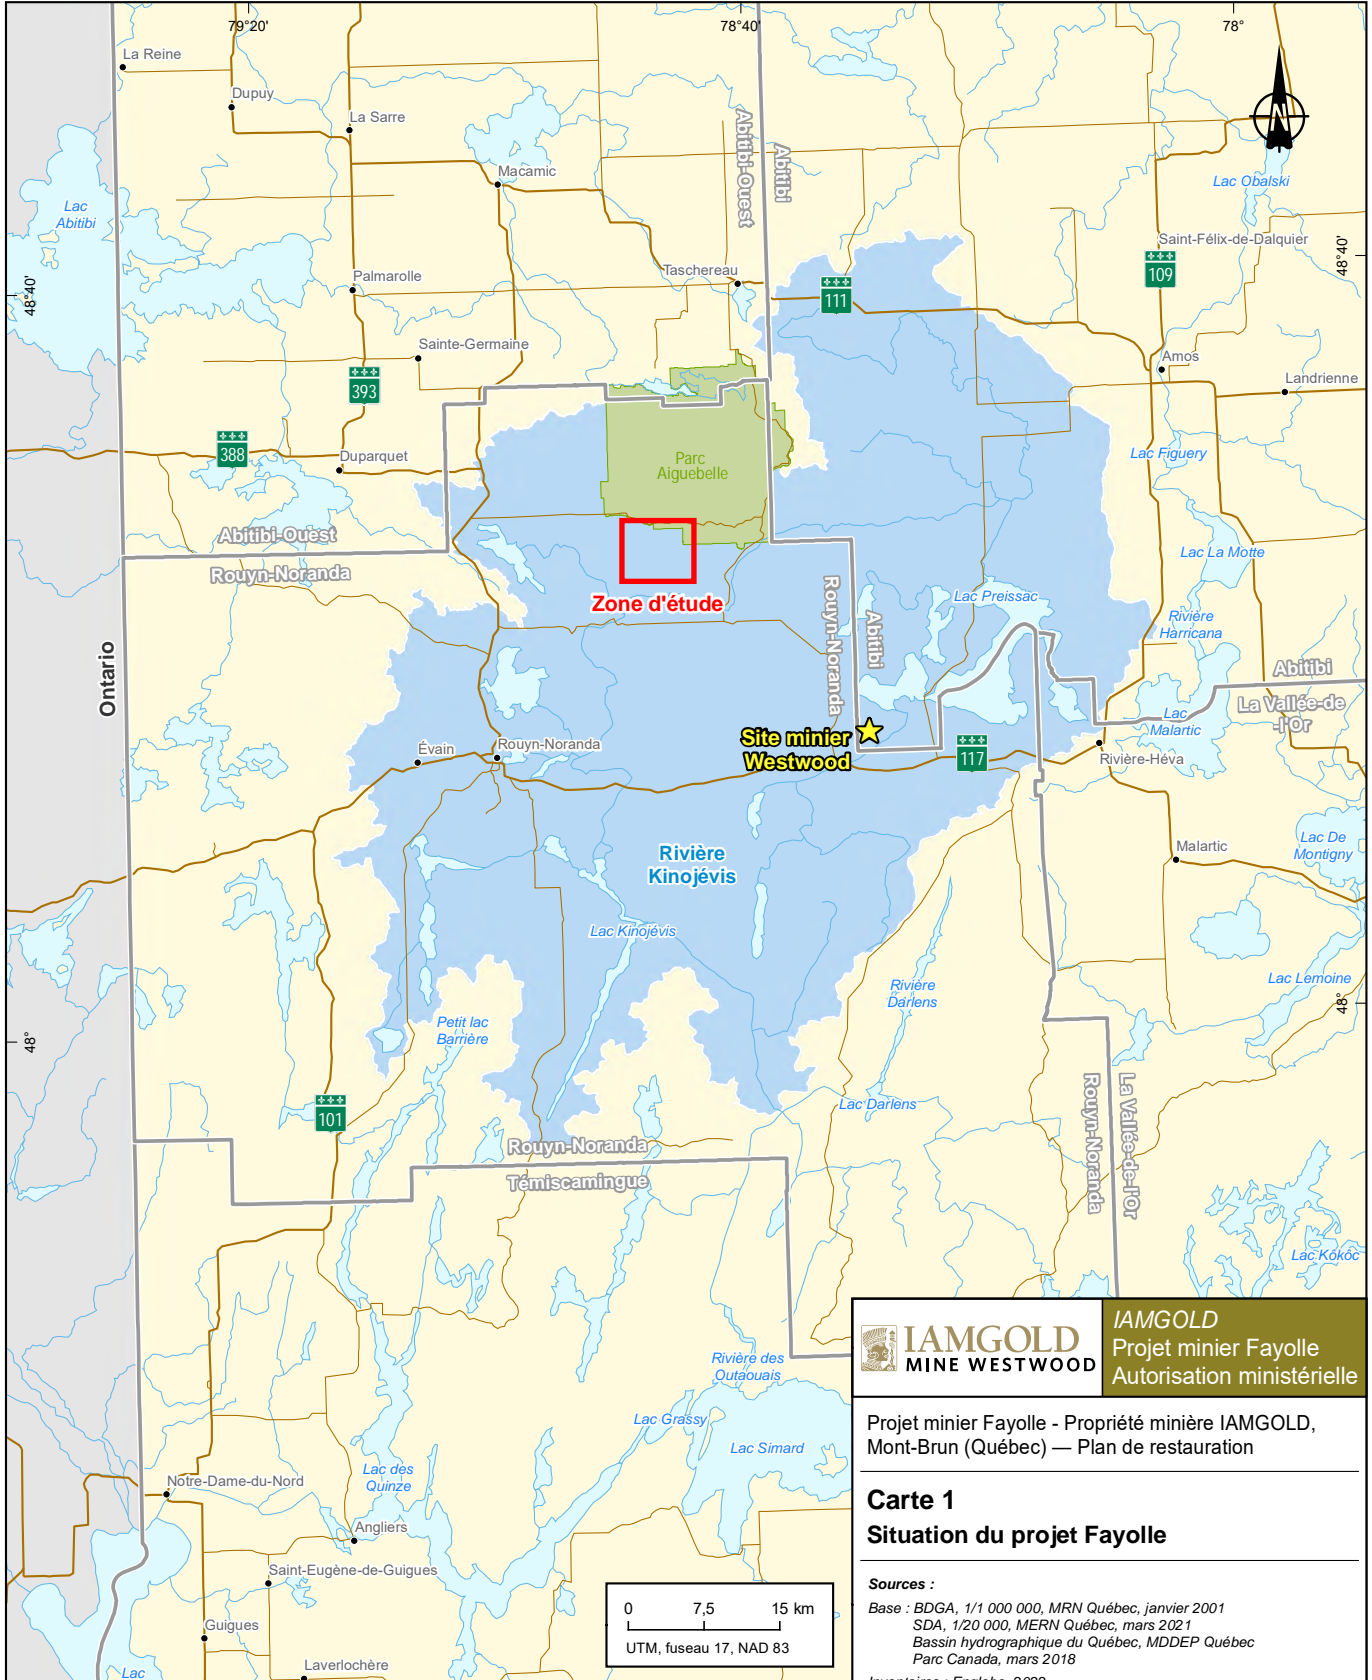 79°20'
78°40'
78°
La Reine
Dupuy
La Sarre
Macamic
Abitibi-Ouest
Abitibi
N
Lac Obalski
Lac
Abitibi
Saint-Félix-de-Dalquier
48°40'
48°40'
Palmarolle
Taschereau
111
109
Sainte-Germaine
Amos
393
Landrienne
388
Duparquet
Parc
Aiguebelle
Lac Figuery
Abitibi-Ouest
Rouyn-Noranda
Lac La Motte
Zone d'étude
Rouyn-Noranda
Abitibi
Lac Preissac
Rivière
Harricana
Ontario
Abitibi
La Vallée-de
-l'Or
Lac
Malartic
Site minier
Westwood
Évain
Rouyn-Noranda
117
Rivière-Héva
Rivière
Kinojévis
Malartic
Lac De
Montigny
Lac Kinojévis
Rivière
Darlens
Lac Lemoine
48°
48°
Petit lac
Barrière
101
Lac Darlens
Rouyn-Noranda
La Vallée-de-l'Or
Rouyn-Noranda
Témiscamingue
Lac Kôkôc
Rivière des
Outaouais
Lac Grassy
Lac Simard
Lac des
Quinze
Notre-Dame-du-Nord
Angliers
Saint-Eugène-de-Guigues
Guigues
Laverlochère
Lac
0 7,5 15 km
UTM, fuseau 17, NAD 83
IAMGOLD
MINE WESTWOOD
IAMGOLD
Projet minier Fayolle
Autorisation ministérielle
Projet minier Fayolle - Propriété minière IAMGOLD,
Mont-Brun (Québec) — Plan de restauration
Carte 1
Situation du projet Fayolle
Sources :
Base : BDGA, 1/1 000 000, MRN Québec, janvier 2001
SDA, 1/20 000, MERN Québec, mars 2021
Bassin hydrographique du Québec, MDDEP Québec
Parc Canada, mars 2018
Inventaires : Englobe, 2022